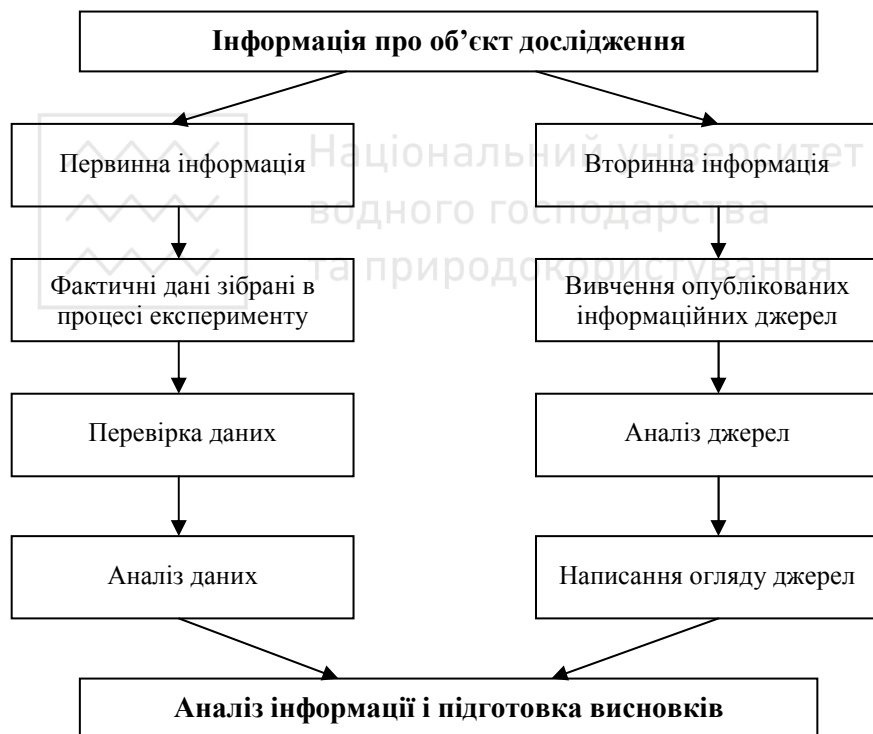 Інформація про об’єкт дослідження
Первинна інформація
Вторинна інформація
Національний університет
водного господарства
та природокористування
Фактичні дані зібрані в
процесі експерименту
Вивчення опублікованих
інформаційних джерел
Перевірка даних
Аналіз джерел
Аналіз даних
Написання огляду джерел
Аналіз інформації і підготовка висновків